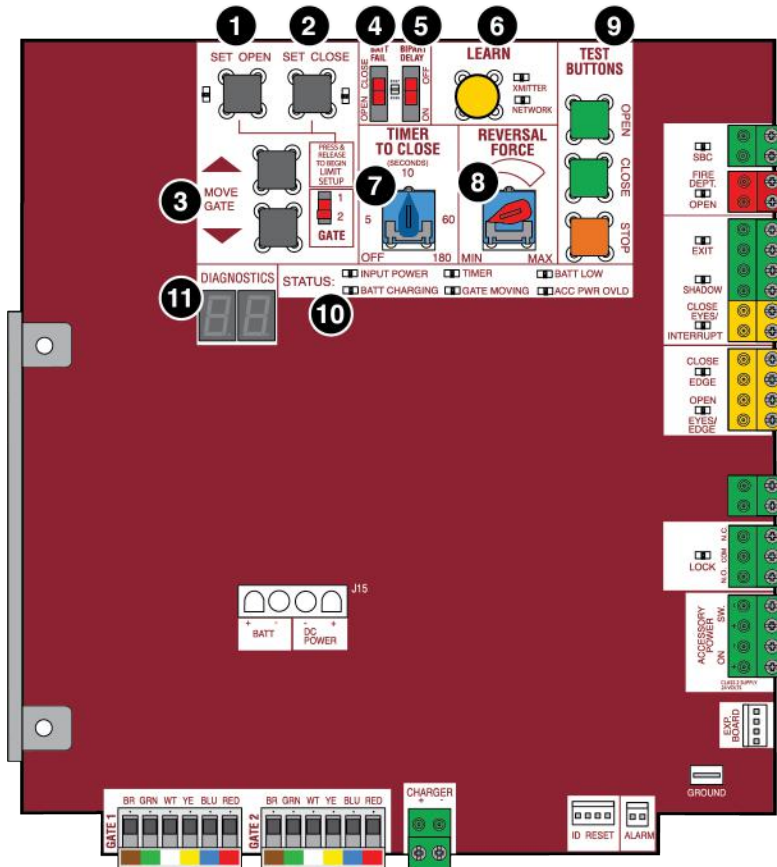 1 2 4 5 6 9
SET OPEN
SET CLOSE
BATT FAIL
OPEN CLOSE
BIPART DELAY
ON OFF
LEARN
XMITTER
NETWORK
TEST BUTTONS
OPEN
CLOSE
STOP
3
MOVE GATE
PRESS & RELEASE TO BEGIN LIMIT SETUP
1
2
GATE
TIMER TO CLOSE
(SECONDS)
10
7
5
60
OFF
180
REVERSAL FORCE
8
MIN
MAX
11
DIAGNOSTICS
88
STATUS:
INPUT POWER
TIMER
BATT LOW
BATT CHARGING
GATE MOVING
ACC PWR OVLD
10
SBC
FIRE DEPT.
OPEN
EXIT
SHADOW
CLOSE EYES/
INTERRUPT
CLOSE
EDGE
OPEN
EYES/
EDGE
LOCK
N.O. COM N.C.
ACCESSORY POWER
ON SW.
- + - +
CLASS 2 SUPPLY
24 VOLTS
EXP. BOARD
GROUND
J15
+ - - +
BATT
DC POWER
GATE 1
BR GRN WT YE BLU RED
GATE 2
BR GRN WT YE BLU RED
CHARGER
+ -
ID RESET
ALARM